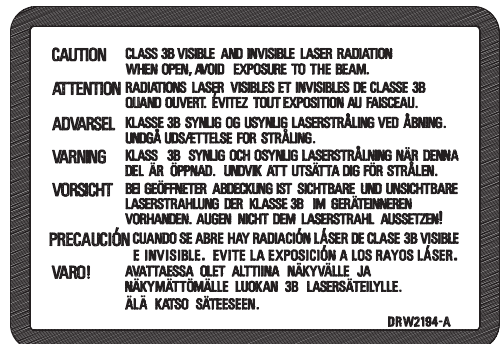 CAUTION CLASS 3B VISIBLE AND INVISIBLE LASER RADIATION
WHEN OPEN, AVOID EXPOSURE TO THE BEAM.
ATTENTION RADIATIONS LASER VISIBLES ET INVISIBLES DE CLASSE 3B
QUAND OUVERT. ÉVITEZ TOUT EXPOSITION AU FAISCEAU.
ADVARSEL KLASSE 3B SYNLIG OG USYNLIG LASERSTRÅLING VED ÅBNING.
UNDGÅ UDSÆTTELSE FOR STRÅLING.
VARNING KLASS 3B SYNLIG OCH OSYNLIG LASERSTRÅLNING NÄR DENNA
DEL ÄR ÖPPNAD. UNDVIK ATT UTSÄTTA DIG FÖR STRÅLEN.
VORSICHT BEI GEÖFFNETER ABDECKUNG IST SICHTBARE UND UNSICHTBARE
LASERSTRAHLUNG DER KLASSE 3B IM GERÄTEINNEREN
VORHANDEN. AUGEN NICHT DEM LASERSTRAHL AUSSETZEN!
PRECAUCIÓN CUANDO SE ABRE HAY RADIACIÓN LÁSER DE CLASE 3B VISIBLE
E INVISIBLE. EVITE LA EXPOSICIÓN A LOS RAYOS LÁSER.
VARO! AVATTAESSA OLET ALTTIINA NÄKYVÄLLE JA
NÄKYMÄTTÖMÄLLE LUOKAN 3B LASERSÄTEILYLLE.
ÄLÄ KATSO SÄTEESEEN.
DRW2194-A